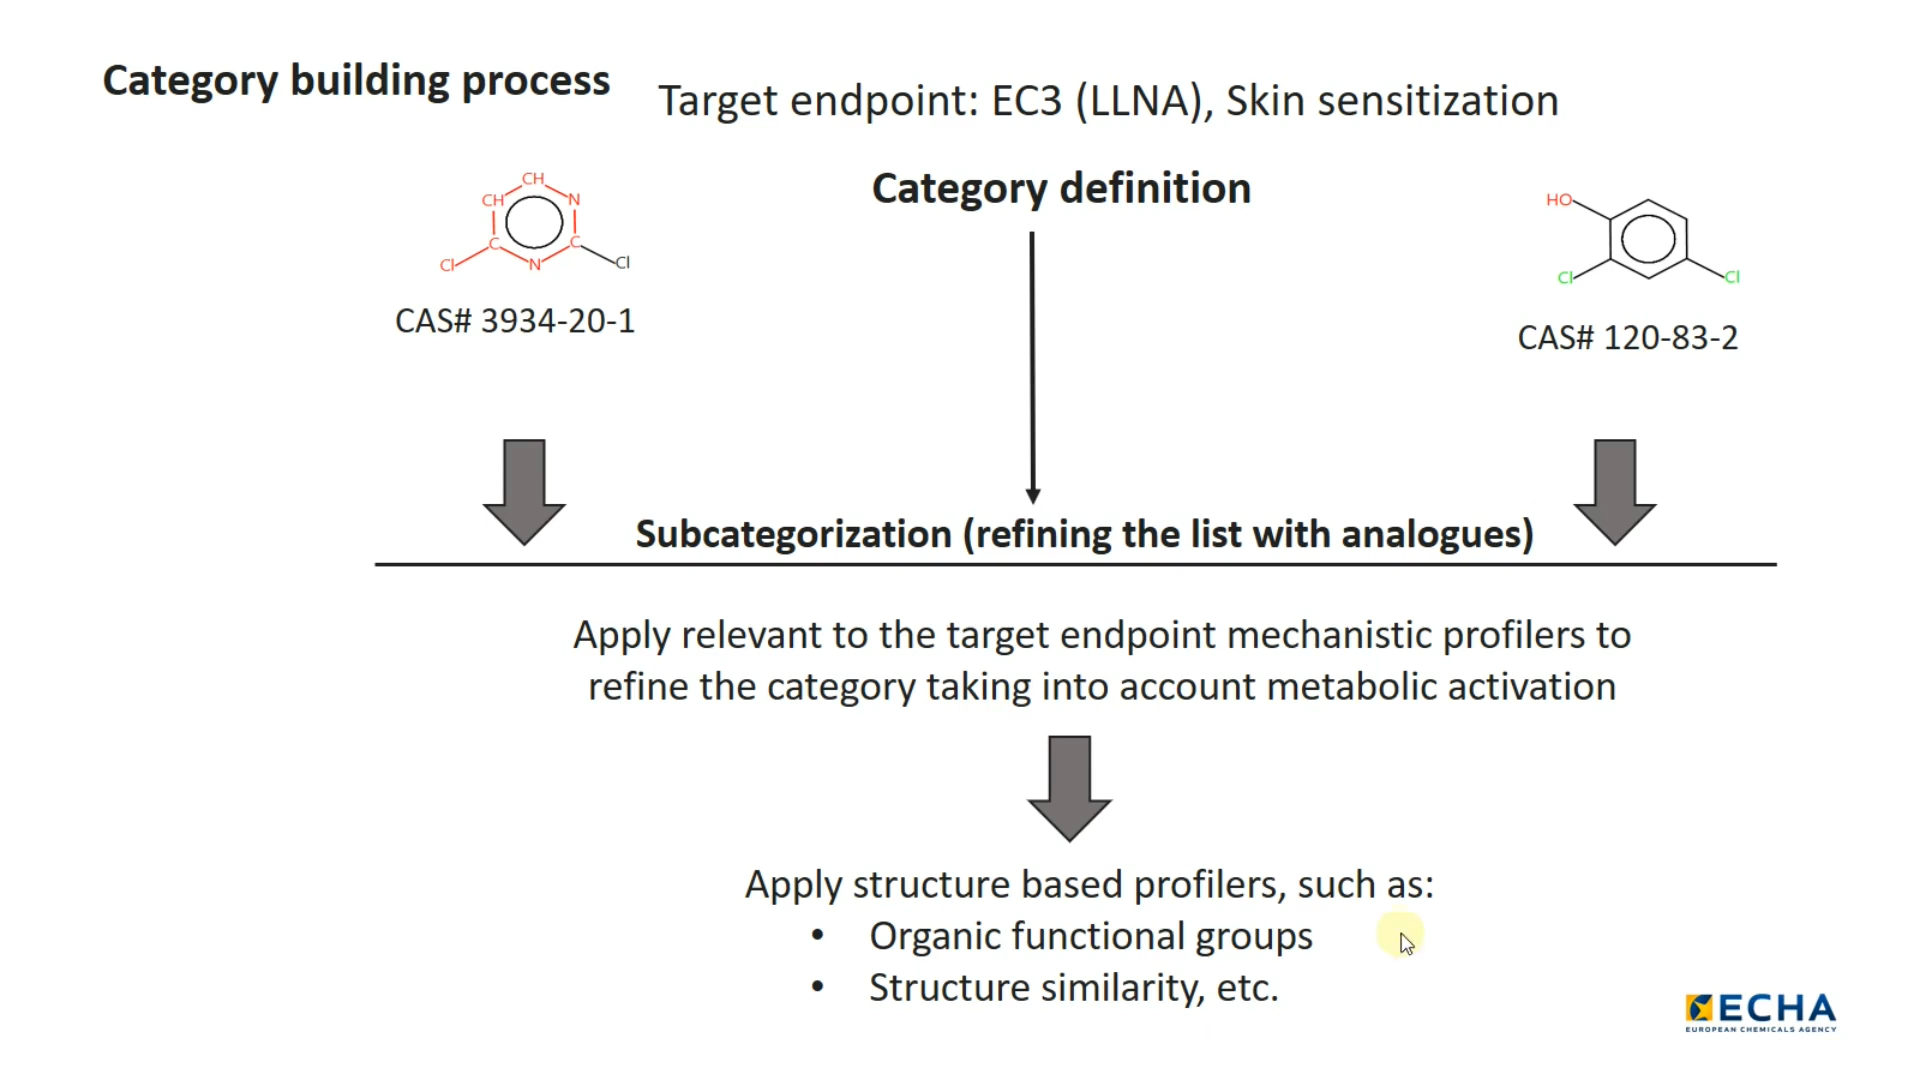 Category building process
Target endpoint: EC3 (LLNA), Skin sensitization
Category definition
CH
CH
N
C
C
Cl
N
Cl
CAS# 3934-20-1
HO
Cl
Cl
CAS# 120-83-2
Subcategorization (refining the list with analogues)
Apply relevant to the target endpoint mechanistic profilers to
refine the category taking into account metabolic activation
Apply structure based profilers, such as:
• Organic functional groups
• Structure similarity, etc.
ECHA
EUROPEAN CHEMICALS AGENCY